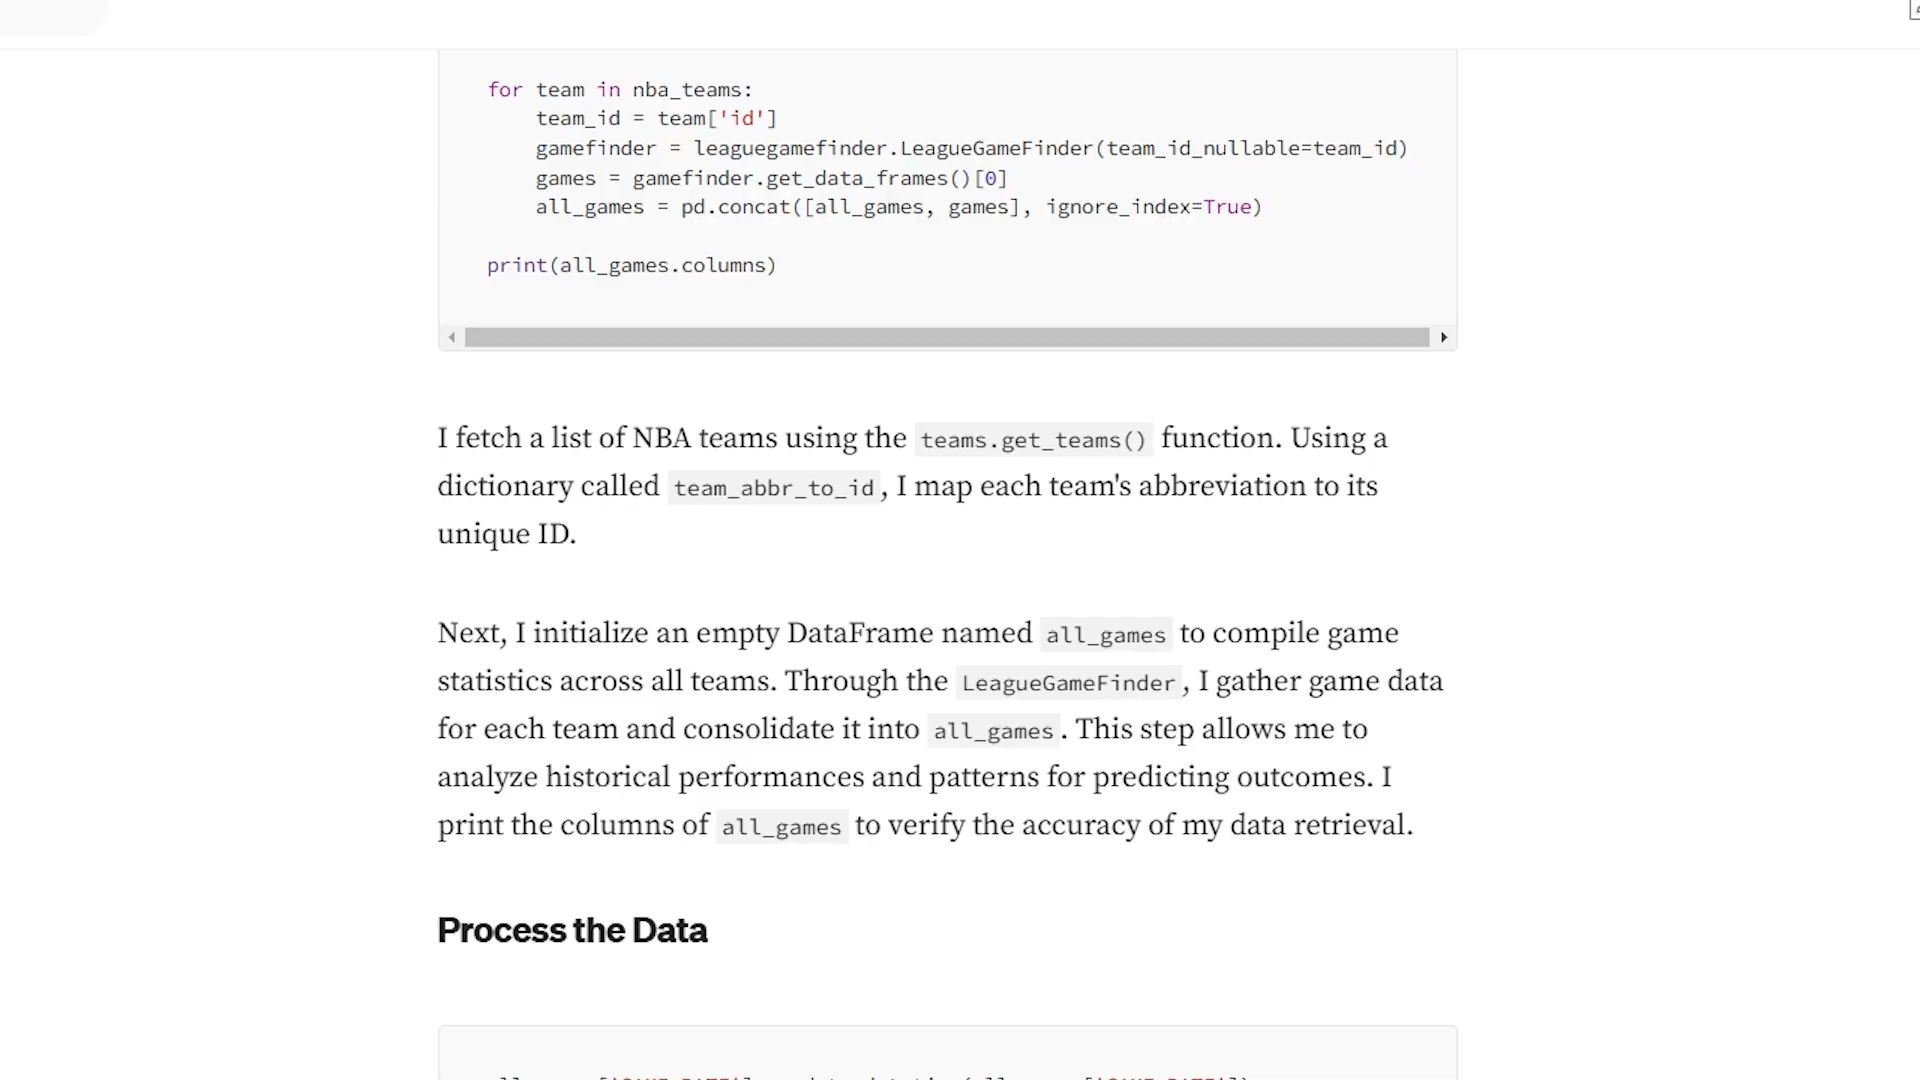 for team in nba_teams:
    team_id = team['id']
    gamefinder = leaguegamefinder.LeagueGameFinder(team_id_nullable=team_id)
    games = gamefinder.get_data_frames()[0]
    all_games = pd.concat([all_games, games], ignore_index=True)
print(all_games.columns)
I fetch a list of NBA teams using the teams.get_teams() function. Using a
dictionary called team_abbr_to_id, I map each team's abbreviation to its
unique ID.
Next, I initialize an empty DataFrame named all_games to compile game
statistics across all teams. Through the LeagueGameFinder, I gather game data
for each team and consolidate it into all_games. This step allows me to
analyze historical performances and patterns for predicting outcomes. I
print the columns of all_games to verify the accuracy of my data retrieval.
Process the Data